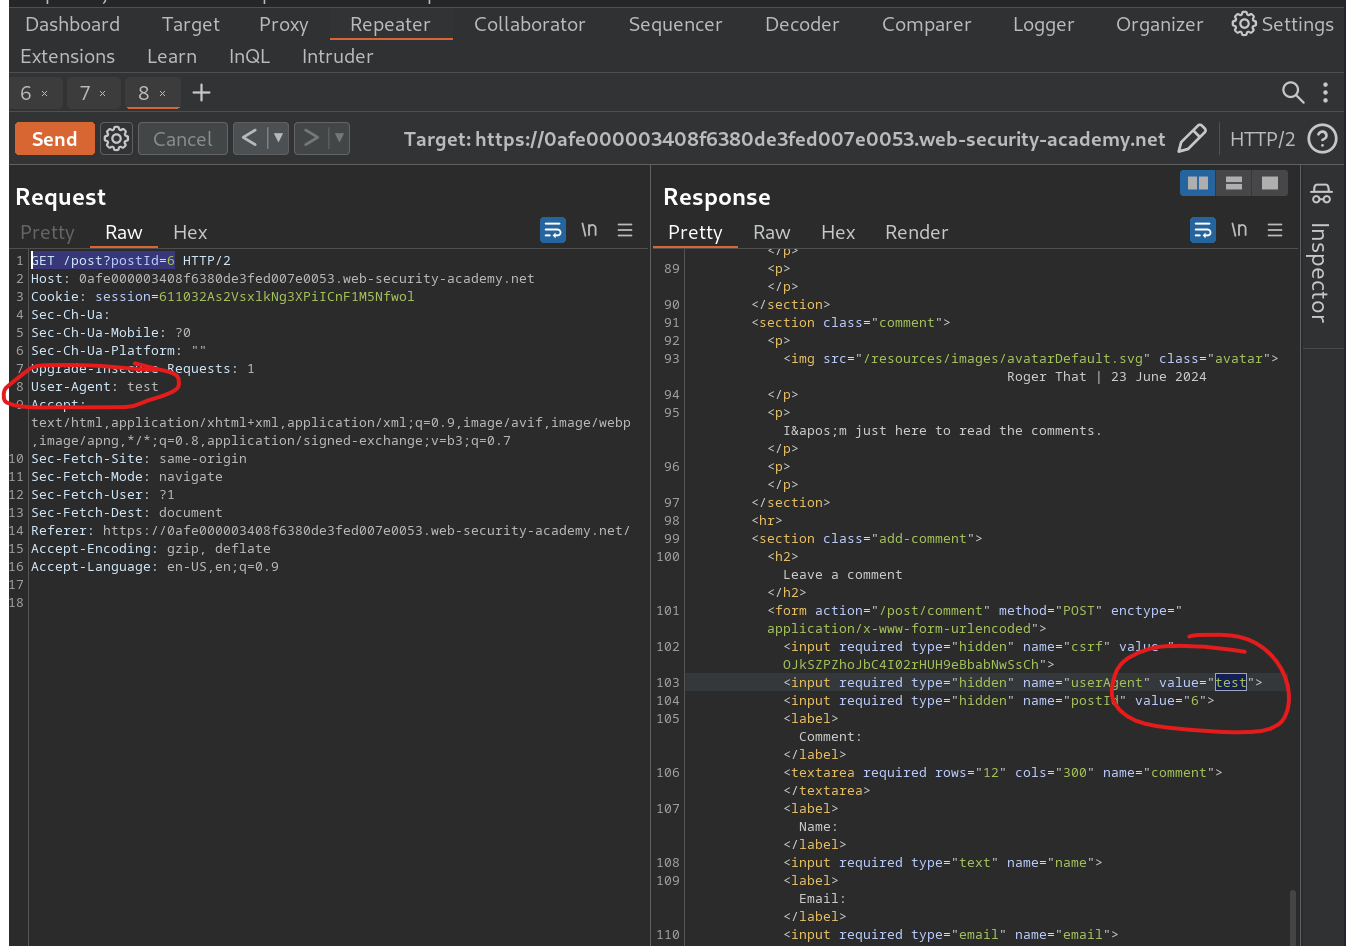 Dashboard Target Proxy Repeater Collaborator Sequencer Decoder Comparer Logger Organizer Settings
Extensions Learn InQL Intruder
6 × 7 × 8 × +
Send Cancel < > Target: https://0afe000003408f6380de3fed007e0053.web-security-academy.net HTTP/2 ?
Request
Pretty Raw Hex \n
1 GET /post?postId=6 HTTP/2
2 Host: 0afe000003408f6380de3fed007e0053.web-security-academy.net
3 Cookie: session=611032As2VsxlkNg3XPiICnF1M5Nfwol
4 Sec-Ch-Ua:
5 Sec-Ch-Ua-Mobile: ?0
6 Sec-Ch-Ua-Platform: ""
7 Upgrade-Insecure-Requests: 1
8 User-Agent: test
9 Accept:
text/html,application/xhtml+xml,application/xml;q=0.9,image/avif,image/webp
,image/apng,*/*;q=0.8,application/signed-exchange;v=b3;q=0.7
10 Sec-Fetch-Site: same-origin
11 Sec-Fetch-Mode: navigate
12 Sec-Fetch-User: ?1
13 Sec-Fetch-Dest: document
14 Referer: https://0afe000003408f6380de3fed007e0053.web-security-academy.net/
15 Accept-Encoding: gzip, deflate
16 Accept-Language: en-US,en;q=0.9
17
18
Response
Pretty Raw Hex Render \n
</p>
89 <p>
</p>
90 </section>
91 <section class="comment">
92 <p>
93 <img src="/resources/images/avatarDefault.svg" class="avatar">
Roger That | 23 June 2024
94 </p>
95 <p>
I&apos;m just here to read the comments.
</p>
96 <p>
</p>
97 </section>
98 <hr>
99 <section class="add-comment">
100 <h2>
Leave a comment
</h2>
101 <form action="/post/comment" method="POST" enctype="
application/x-www-form-urlencoded">
102 <input required type="hidden" name="csrf" value="
OJkSZPZhoJbC4I02rHUH9eBbabNwSsCh">
103 <input required type="hidden" name="userAgent" value="test">
104 <input required type="hidden" name="postId" value="6">
105 <label>
Comment:
</label>
106 <textarea required rows="12" cols="300" name="comment">
</textarea>
107 <label>
Name:
</label>
108 <input required type="text" name="name">
109 <label>
Email:
</label>
110 <input required type="email" name="email">
Inspector